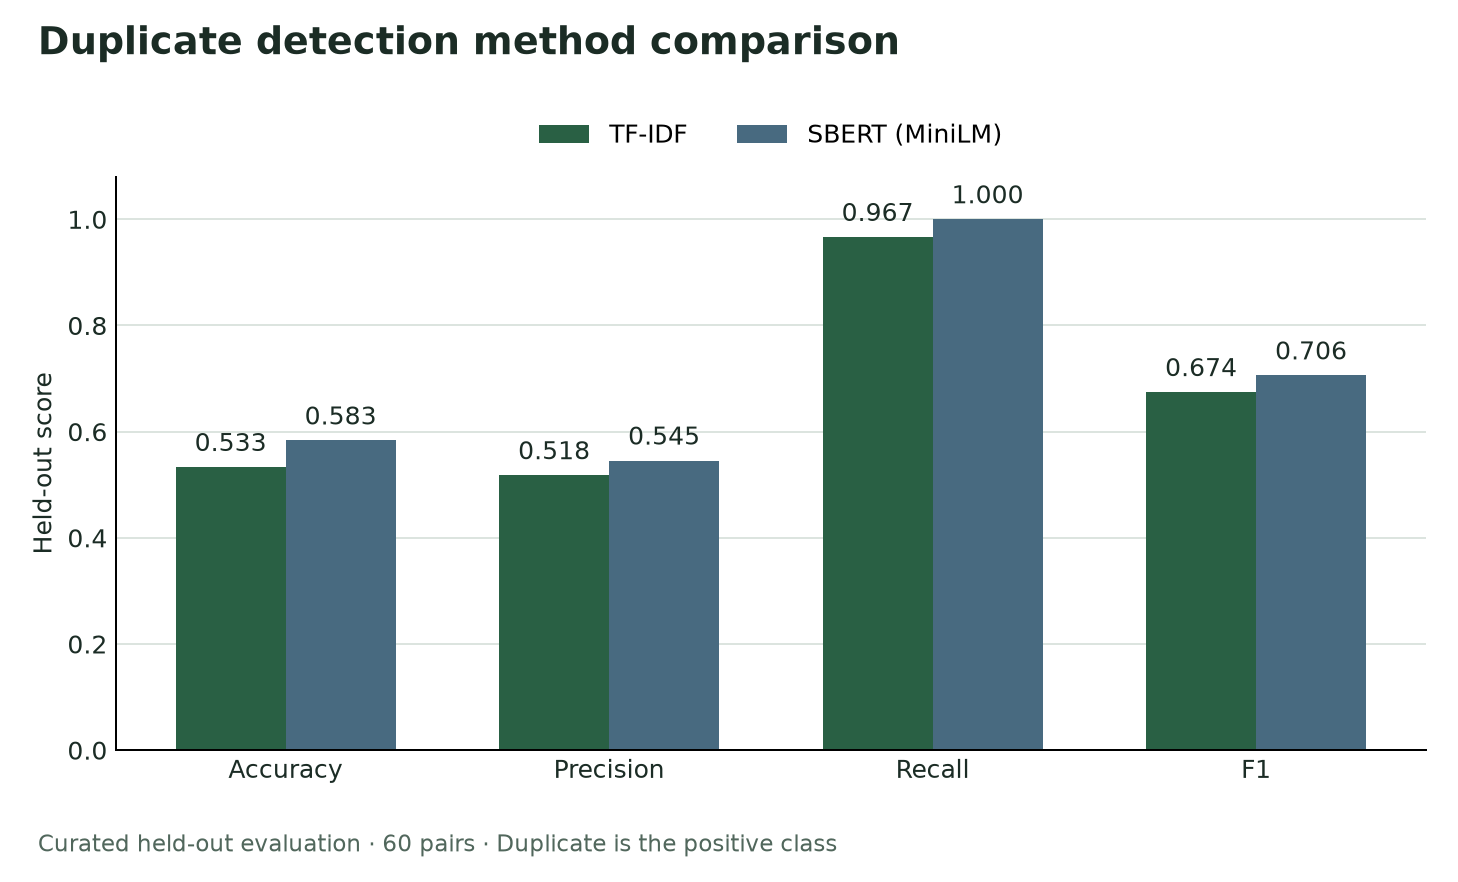 Duplicate detection method comparison
TF-IDF SBERT (MiniLM)
Held-out score
1.0
0.8
0.6
0.4
0.2
0.0
0.533 0.583
0.518 0.545
0.967 1.000
0.674 0.706
Accuracy Precision Recall F1
Curated held-out evaluation · 60 pairs · Duplicate is the positive class